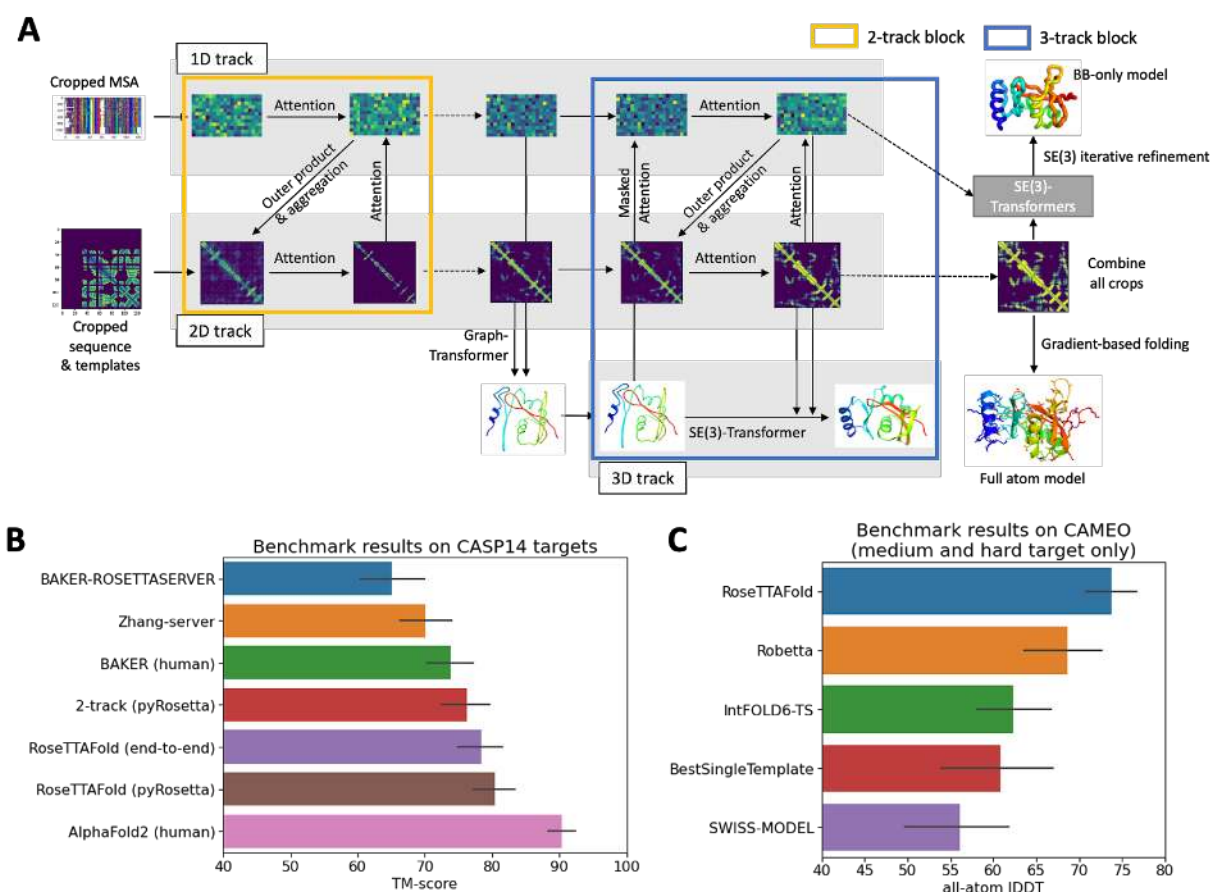 A
2-track block
3-track block
1D track
Cropped MSA
Attention
Attention
BB-only model
Outer product
& aggregation
Attention
Masked
Attention
Outer product
& aggregation
Attention
SE(3) iterative refinement
SE(3)-
Transformers
Attention
Attention
Combine
all crops
2D track
Cropped
sequence
& templates
Graph-
Transformer
Gradient-based folding
SE(3)-Transformer
3D track
Full atom model
B
Benchmark results on CASP14 targets
BAKER-ROSETTASERVER
Zhang-server
BAKER (human)
2-track (pyRosetta)
RoseTTAFold (end-to-end)
RoseTTAFold (pyRosetta)
AlphaFold2 (human)
40 50 60 70 80 90 100
TM-score
C
Benchmark results on CAMEO
(medium and hard target only)
RoseTTAFold
Robetta
IntFOLD6-TS
BestSingleTemplate
SWISS-MODEL
40 45 50 55 60 65 70 75 80
all-atom lDDT